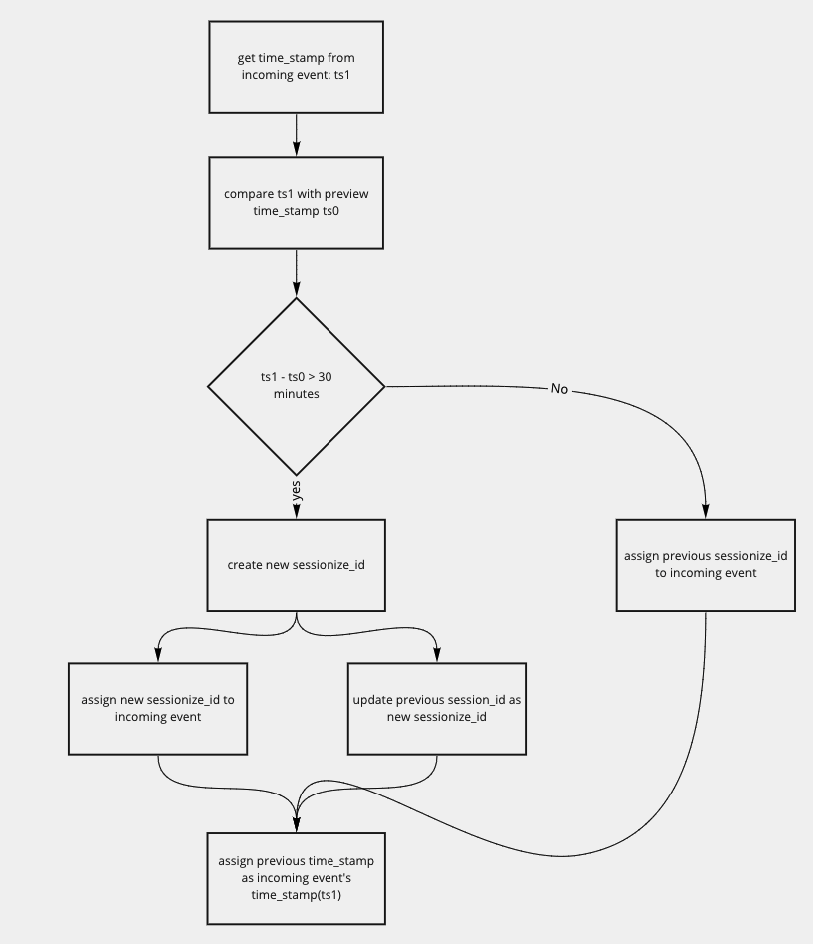 get time_stamp from
incoming event: ts1
compare ts1 with preview
time_stamp ts0
ts1 - ts0 > 30
minutes
No
yes
create new sessionize_id
assign previous sessionize_id
to incoming event
assign new sessionize_id to
incoming event
update previous session_id as
new sessionize_id
assign previous time_stamp
as incoming event's
time_stamp(ts1)